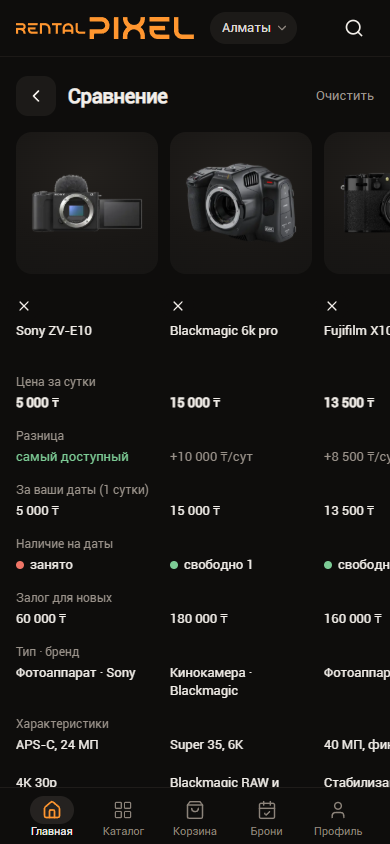 RENTAL PIXEL Алматы
Сравнение Очистить
Sony ZV-E10 Blackmagic 6k pro Fujifilm X10
Цена за сутки
5 000 ₸ 15 000 ₸ 13 500 ₸
Разница
самый доступный +10 000 ₸/сут +8 500 ₸/су
За ваши даты (1 сутки)
5 000 ₸ 15 000 ₸ 13 500 ₸
Наличие на даты
занято свободно 1 свободн
Залог для новых
60 000 ₸ 180 000 ₸ 160 000 ₸
Тип · бренд
Фотоаппарат · Sony Кинокамера · Фотоаппар
Blackmagic
Характеристики
APS-C, 24 МП Super 35, 6K 40 МП, фи
4K 30p Blackmagic RAW и Стабилиза
Главная Каталог Корзина Брони Профиль